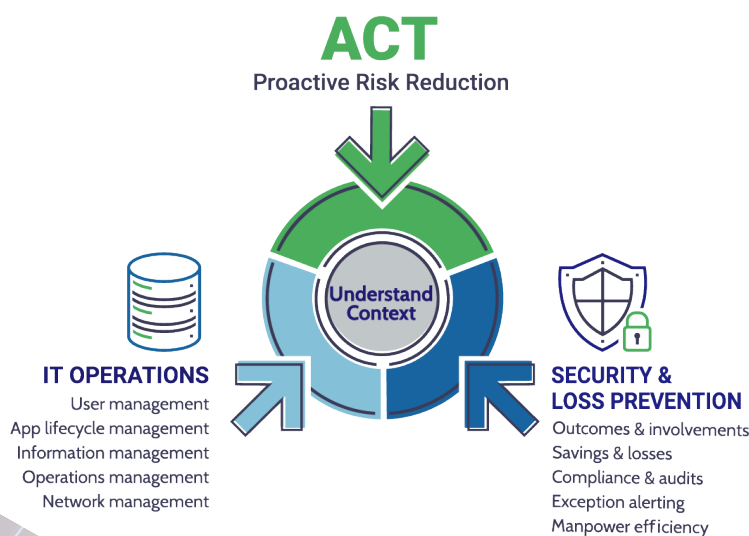 ACT
Proactive Risk Reduction
Understand
Context
IT OPERATIONS
User management
App lifecycle management
Information management
Operations management
Network management
SECURITY &
LOSS PREVENTION
Outcomes & involvements
Savings & losses
Compliance & audits
Exception alerting
Manpower efficiency